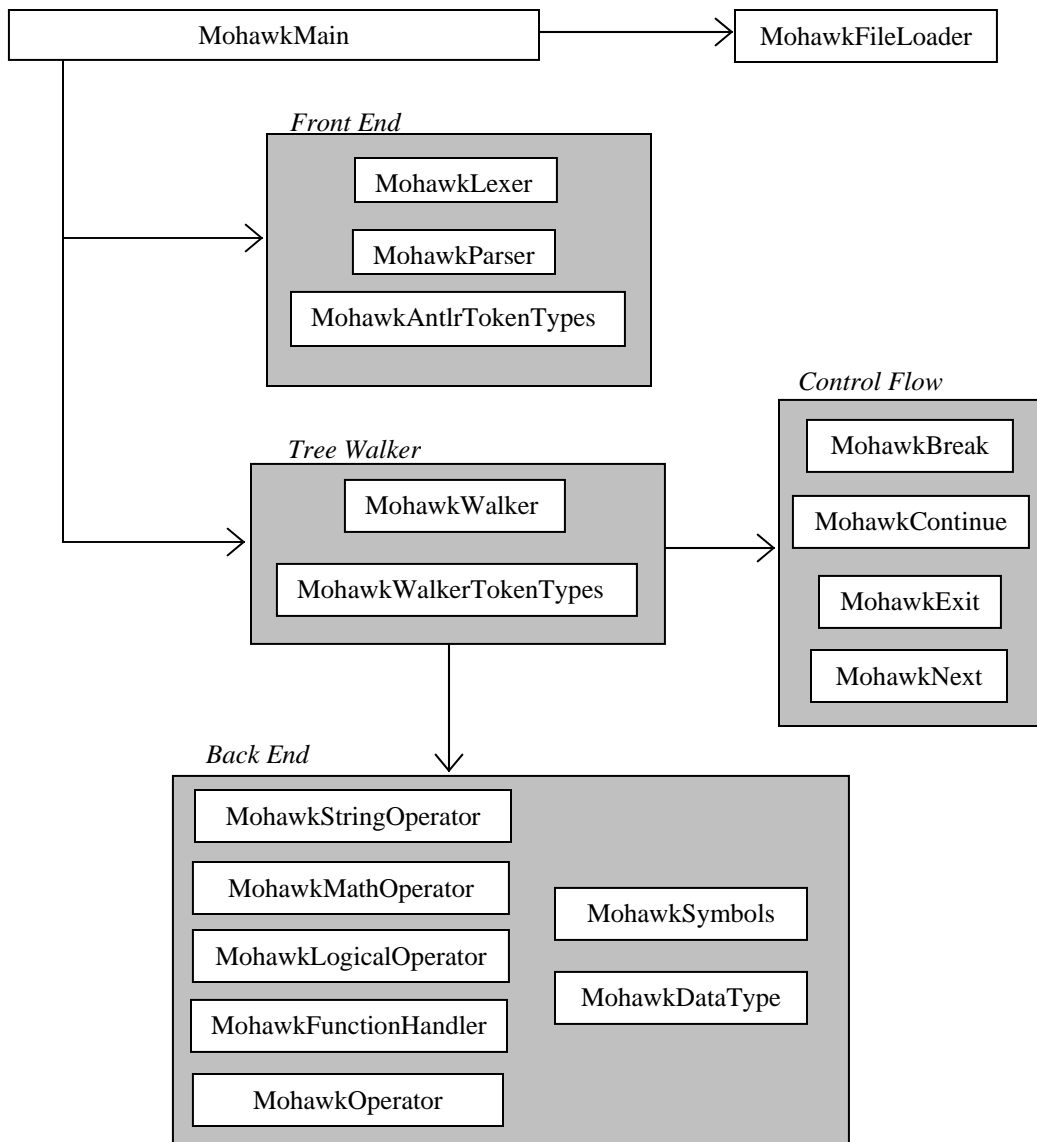 MohawkMain
MohawkFileLoader
Front End
MohawkLexer
MohawkParser
MohawkAntlrTokenTypes
Control Flow
MohawkBreak
MohawkContinue
MohawkExit
MohawkNext
Tree Walker
MohawkWalker
MohawkWalkerTokenTypes
Back End
MohawkStringOperator
MohawkMathOperator
MohawkLogicalOperator
MohawkFunctionHandler
MohawkOperator
MohawkSymbols
MohawkDataType